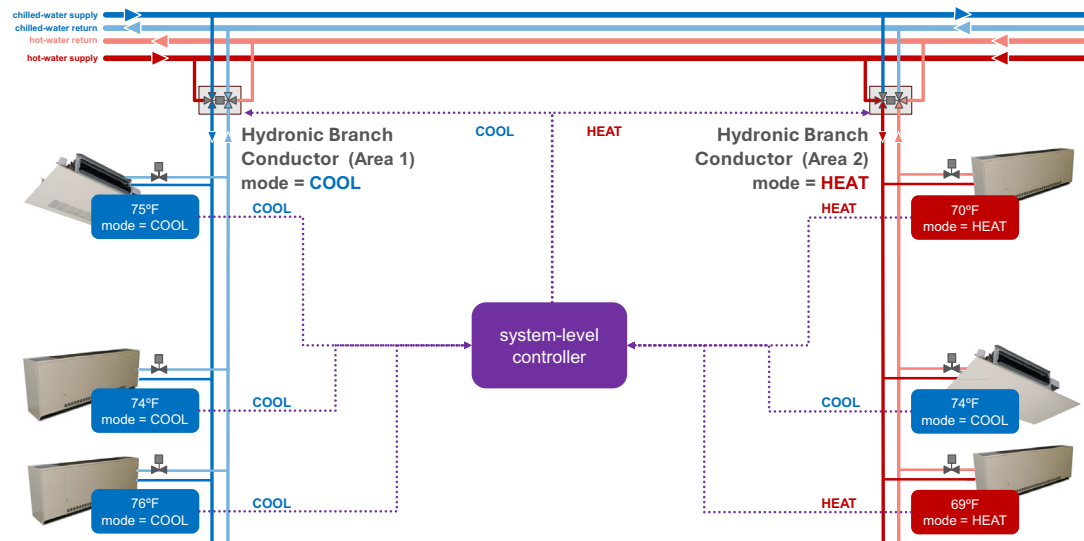 chilled-water supply
chilled-water return
hot-water return
hot-water supply
COOL
HEAT
Hydronic Branch
Conductor (Area 1)
mode = COOL
Hydronic Branch
Conductor (Area 2)
mode = HEAT
75ºF
mode = COOL
COOL
HEAT
70ºF
mode = HEAT
system-level
controller
74ºF
mode = COOL
COOL
COOL
74ºF
mode = COOL
76ºF
mode = COOL
COOL
HEAT
69ºF
mode = HEAT